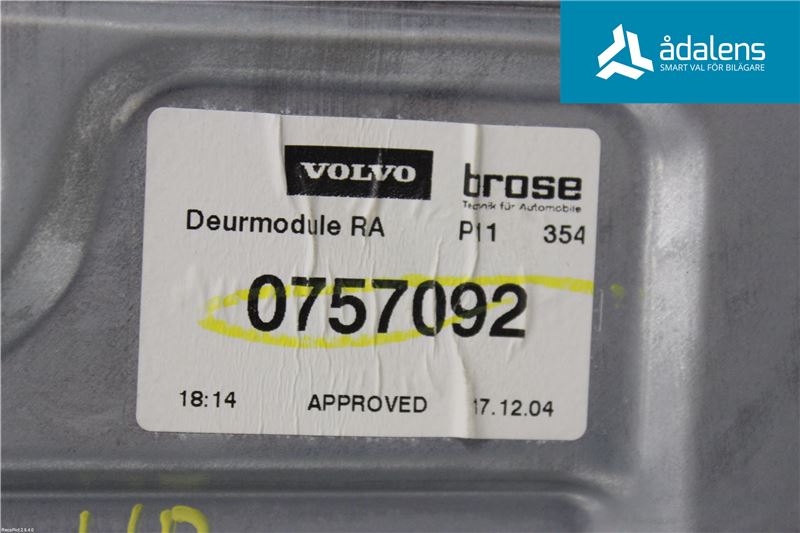 ådalens
SMART VAL FÖR BILÄGARE
VOLVO
brose
Technik für Automobile
Deurmodule RA P11 354
0757092
18:14 APPROVED 17.12.04